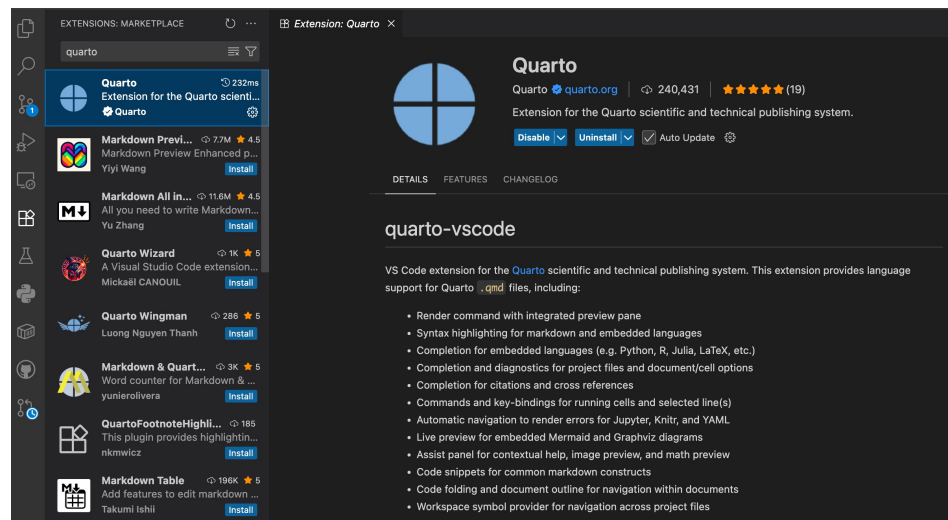 EXTENSIONS: MARKETPLACE
quarto
Quarto 232ms
Extension for the Quarto scienti...
Quarto
Markdown Previ... 7.7M 4.5
Markdown Preview Enhanced p...
Yiyi Wang Install
Markdown All in... 11.6M 4.5
All you need to write Markdown...
Yu Zhang Install
Quarto Wizard 1K 5
A Visual Studio Code extension...
Mickaël CANOUIL Install
Quarto Wingman 286 5
Luong Nguyen Thanh Install
Markdown & Quart... 3K 5
Word counter for Markdown & ...
yunierolivera Install
QuartoFootnoteHighli... 185
This plugin provides highlightin...
nkmwicz Install
Markdown Table 196K 5
Add features to edit markdown ...
Takumi Ishii Install
1
M↓
Extension: Quarto
Quarto
Quarto quarto.org 240,431 (19)
Extension for the Quarto scientific and technical publishing system.
Disable Uninstall Auto Update
DETAILS FEATURES CHANGELOG
quarto-vscode
VS Code extension for the Quarto scientific and technical publishing system. This extension provides language
support for Quarto .qmd files, including:
• Render command with integrated preview pane
• Syntax highlighting for markdown and embedded languages
• Completion for embedded languages (e.g. Python, R, Julia, LaTeX, etc.)
• Completion and diagnostics for project files and document/cell options
• Completion for citations and cross references
• Commands and key-bindings for running cells and selected line(s)
• Automatic navigation to render errors for Jupyter, Knitr, and YAML
• Live preview for embedded Mermaid and Graphviz diagrams
• Assist panel for contextual help, image preview, and math preview
• Code snippets for common markdown constructs
• Code folding and document outline for navigation within documents
• Workspace symbol provider for navigation across project files